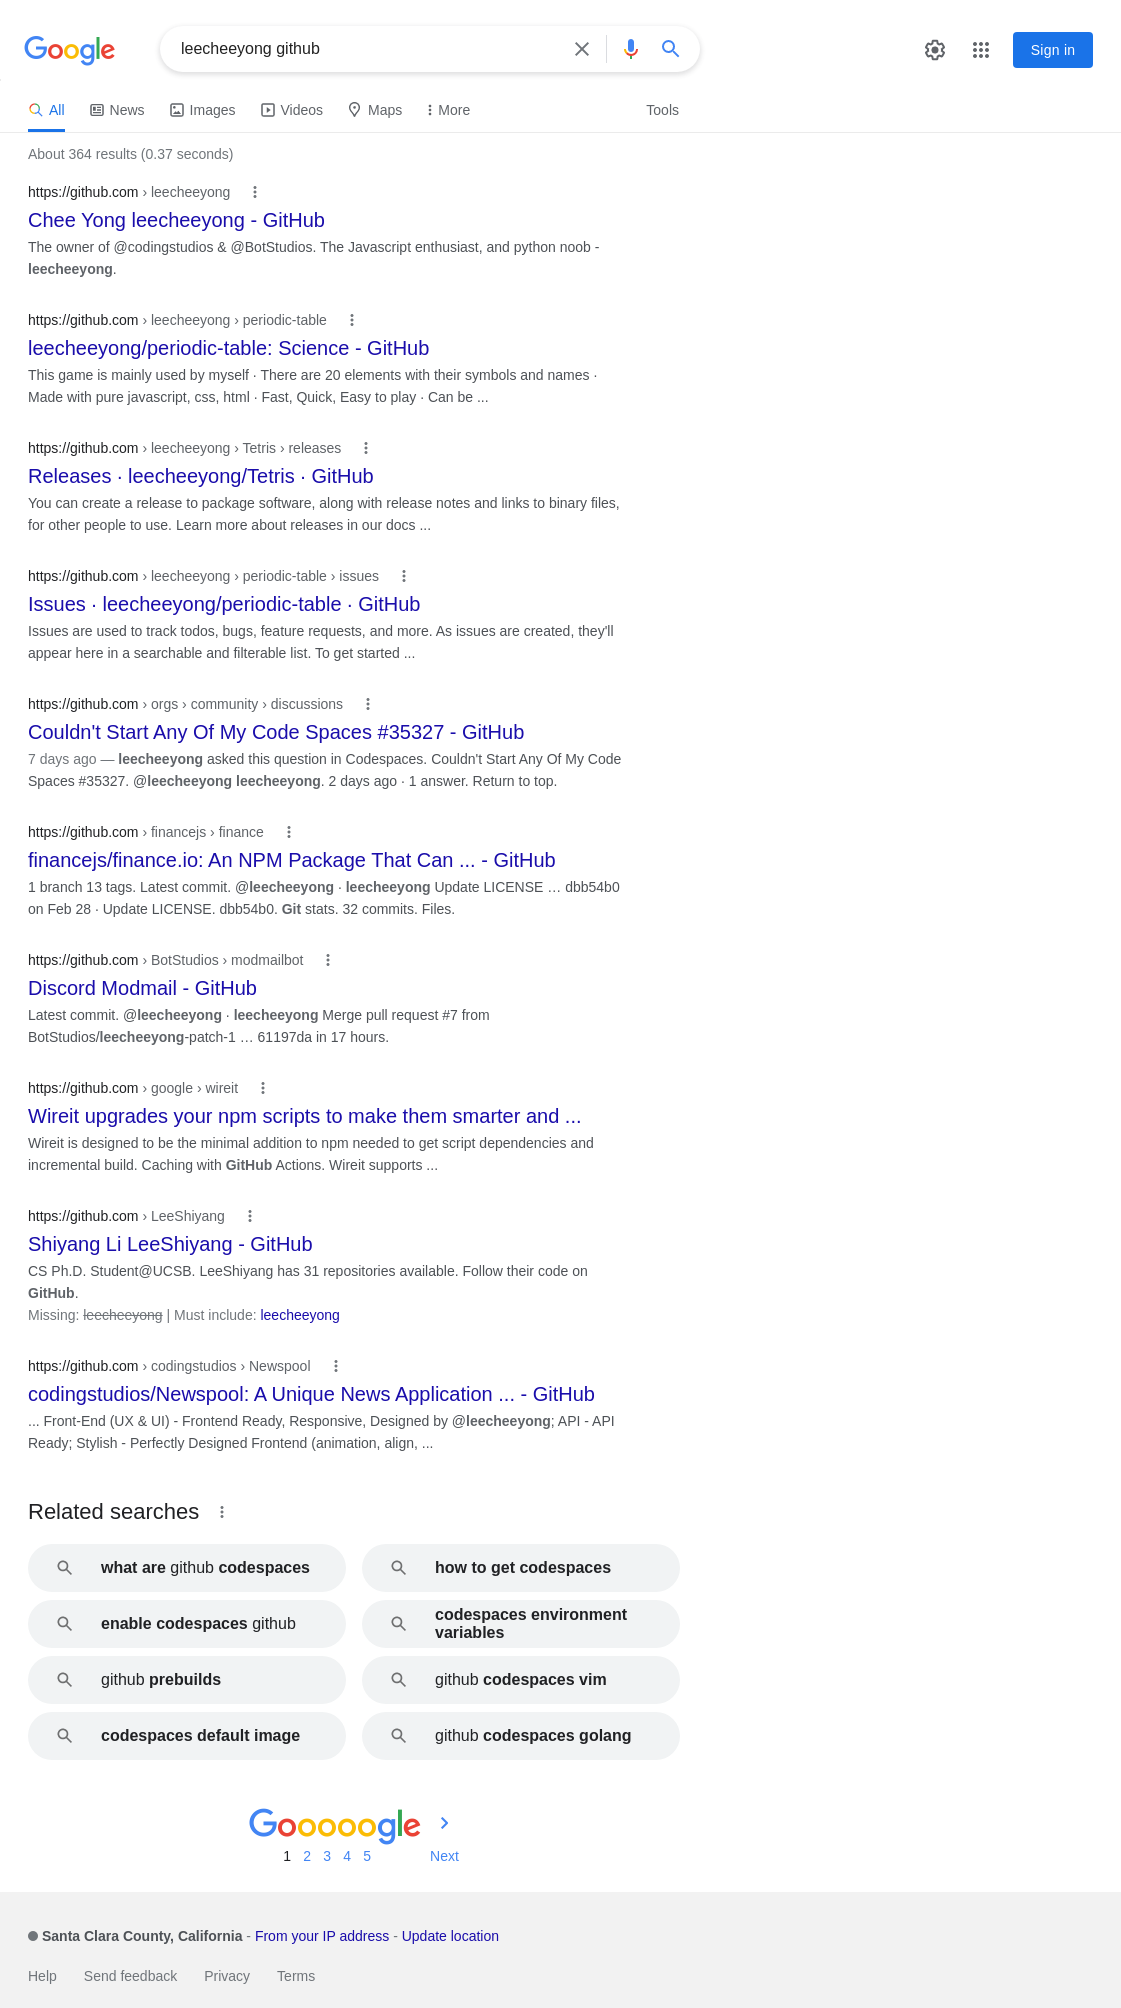 Google
leecheeyong github
Sign in
All News Images Videos Maps More Tools
About 364 results (0.37 seconds)
https://github.com › leecheeyong
Chee Yong leecheeyong - GitHub
The owner of @codingstudios & @BotStudios. The Javascript enthusiast, and python noob -
leecheeyong.
https://github.com › leecheeyong › periodic-table
leecheeyong/periodic-table: Science - GitHub
This game is mainly used by myself · There are 20 elements with their symbols and names ·
Made with pure javascript, css, html · Fast, Quick, Easy to play · Can be ...
https://github.com › leecheeyong › Tetris › releases
Releases · leecheeyong/Tetris · GitHub
You can create a release to package software, along with release notes and links to binary files,
for other people to use. Learn more about releases in our docs ...
https://github.com › leecheeyong › periodic-table › issues
Issues · leecheeyong/periodic-table · GitHub
Issues are used to track todos, bugs, feature requests, and more. As issues are created, they'll
appear here in a searchable and filterable list. To get started ...
https://github.com › orgs › community › discussions
Couldn't Start Any Of My Code Spaces #35327 - GitHub
7 days ago — leecheeyong asked this question in Codespaces. Couldn't Start Any Of My Code
Spaces #35327. @leecheeyong leecheeyong. 2 days ago · 1 answer. Return to top.
https://github.com › financejs › finance
financejs/finance.io: An NPM Package That Can ... - GitHub
1 branch 13 tags. Latest commit. @leecheeyong · leecheeyong Update LICENSE … dbb54b0
on Feb 28 · Update LICENSE. dbb54b0. Git stats. 32 commits. Files.
https://github.com › BotStudios › modmailbot
Discord Modmail - GitHub
Latest commit. @leecheeyong · leecheeyong Merge pull request #7 from
BotStudios/leecheeyong-patch-1 … 61197da in 17 hours.
https://github.com › google › wireit
Wireit upgrades your npm scripts to make them smarter and ...
Wireit is designed to be the minimal addition to npm needed to get script dependencies and
incremental build. Caching with GitHub Actions. Wireit supports ...
https://github.com › LeeShiyang
Shiyang Li LeeShiyang - GitHub
CS Ph.D. Student@UCSB. LeeShiyang has 31 repositories available. Follow their code on
GitHub.
Missing: leecheeyong | Must include: leecheeyong
https://github.com › codingstudios › Newspool
codingstudios/Newspool: A Unique News Application ... - GitHub
... Front-End (UX & UI) - Frontend Ready, Responsive, Designed by @leecheeyong; API - API
Ready; Stylish - Perfectly Designed Frontend (animation, align, ...
Related searches
what are github codespaces
how to get codespaces
enable codespaces github
codespaces environment
variables
github prebuilds
github codespaces vim
codespaces default image
github codespaces golang
Gooooogle
1 2 3 4 5 Next
Santa Clara County, California - From your IP address - Update location
Help Send feedback Privacy Terms